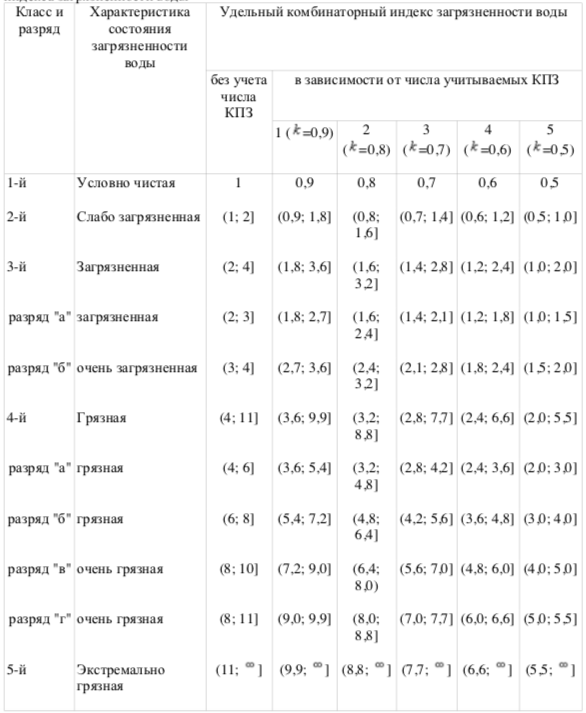 Класс и разряд Характеристика состояния загрязненности воды Удельный комбинаторный индекс загрязненности воды
без учета числа КПЗ в зависимости от числа учитываемых КПЗ
1 (k=0,9) 2 (k=0,8) 3 (k=0,7) 4 (k=0,6) 5 (k=0,5)
1-й Условно чистая 1 0,9 0,8 0,7 0,6 0,5
2-й Слабо загрязненная (1; 2] (0,9; 1,8] (0,8; 1,6] (0,7; 1,4] (0,6; 1,2] (0,5; 1,0]
3-й Загрязненная (2; 4] (1,8; 3,6] (1,6; 3,2] (1,4; 2,8] (1,2; 2,4] (1,0; 2,0]
разряд "а" загрязненная (2; 3] (1,8; 2,7] (1,6; 2,4] (1,4; 2,1] (1,2; 1,8] (1,0; 1,5]
разряд "б" очень загрязненная (3; 4] (2,7; 3,6] (2,4; 3,2] (2,1; 2,8] (1,8; 2,4] (1,5; 2,0]
4-й Грязная (4; 11] (3,6; 9,9] (3,2; 8,8] (2,8; 7,7] (2,4; 6,6] (2,0; 5,5]
разряд "а" грязная (4; 6] (3,6; 5,4] (3,2; 4,8] (2,8; 4,2] (2,4; 3,6] (2,0; 3,0]
разряд "б" грязная (6; 8] (5,4; 7,2] (4,8; 6,4] (4,2; 5,6] (3,6; 4,8] (3,0; 4,0]
разряд "в" очень грязная (8; 10] (7,2; 9,0] (6,4; 8,0) (5,6; 7,0] (4,8; 6,0] (4,0; 5,0]
разряд "г" очень грязная (8; 11] (9,0; 9,9] (8,0; 8,8] (7,0; 7,7] (6,0; 6,6] (5,0; 5,5]
5-й Экстремально грязная (11; ∞] (9,9; ∞] (8,8; ∞] (7,7; ∞] (6,6; ∞] (5,5; ∞]